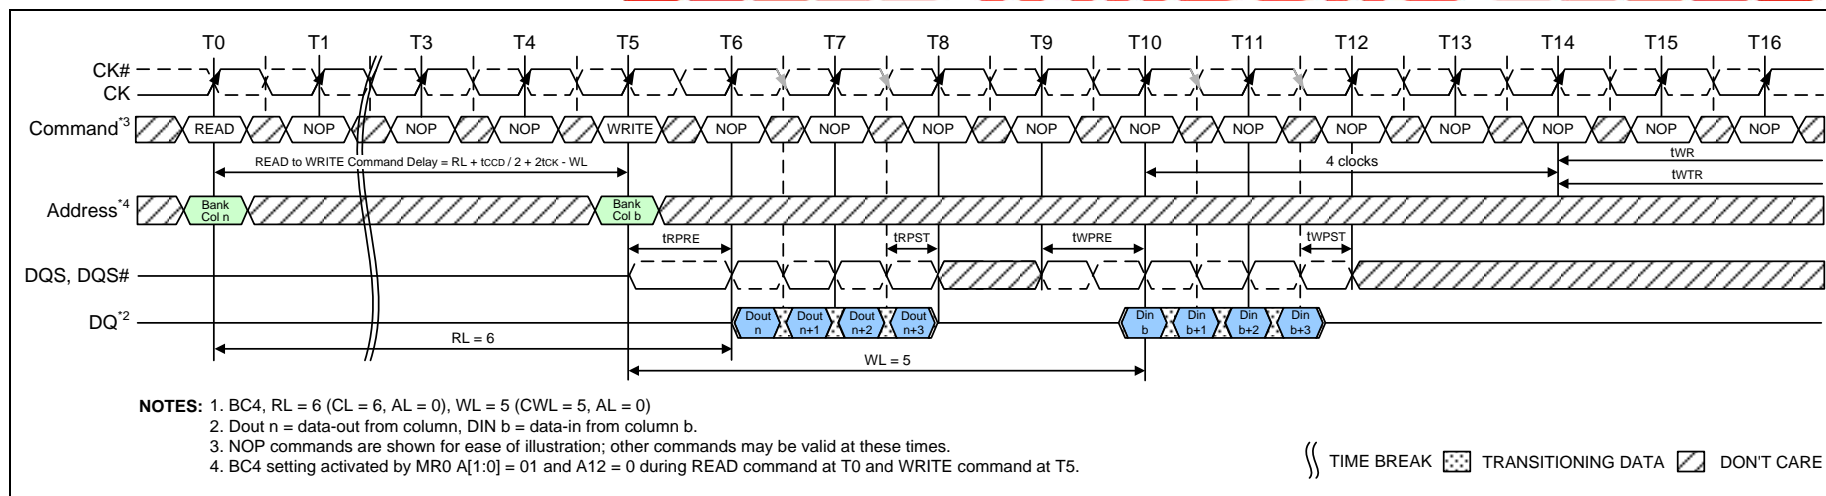 T0 T1 T3 T4 T5 T6 T7 T8 T9 T10 T11 T12 T13 T14 T15 T16
CK#
CK
Command*3 READ NOP NOP NOP WRITE NOP NOP NOP NOP NOP NOP NOP NOP NOP NOP NOP
READ to WRITE Command Delay = RL + tCCD / 2 + 2tCK - WL
4 clocks
tWR
tWTR
Address*4
Bank
Col n
Bank
Col b
tRPRE tRPST tWPRE tWPST
DQS, DQS#
DQ*2
Dout
n
Dout
n+1
Dout
n+2
Dout
n+3
Din
b
Din
b+1
Din
b+2
Din
b+3
RL = 6
WL = 5
NOTES: 1. BC4, RL = 6 (CL = 6, AL = 0), WL = 5 (CWL = 5, AL = 0)
2. Dout n = data-out from column, DIN b = data-in from column b.
3. NOP commands are shown for ease of illustration; other commands may be valid at these times.
4. BC4 setting activated by MR0 A[1:0] = 01 and A12 = 0 during READ command at T0 and WRITE command at T5.
TIME BREAK TRANSITIONING DATA DON'T CARE